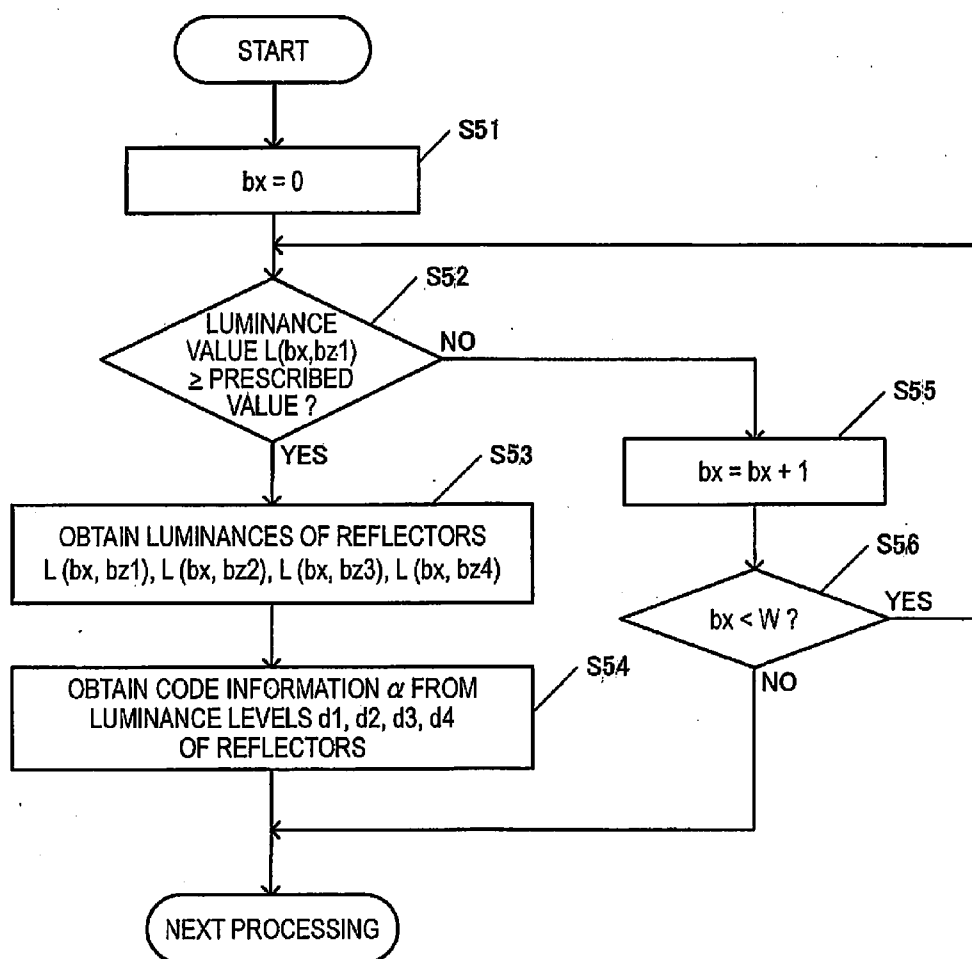 START
S51
bx = 0
S52
LUMINANCE
VALUE L(bx,bz1)
≥ PRESCRIBED
VALUE ?
NO
YES
S55
bx = bx + 1
S53
OBTAIN LUMINANCES OF REFLECTORS
L (bx, bz1), L (bx, bz2), L (bx, bz3), L (bx, bz4)
S56
bx < W ?
YES
NO
S54
OBTAIN CODE INFORMATION α FROM
LUMINANCE LEVELS d1, d2, d3, d4
OF REFLECTORS
NEXT PROCESSING